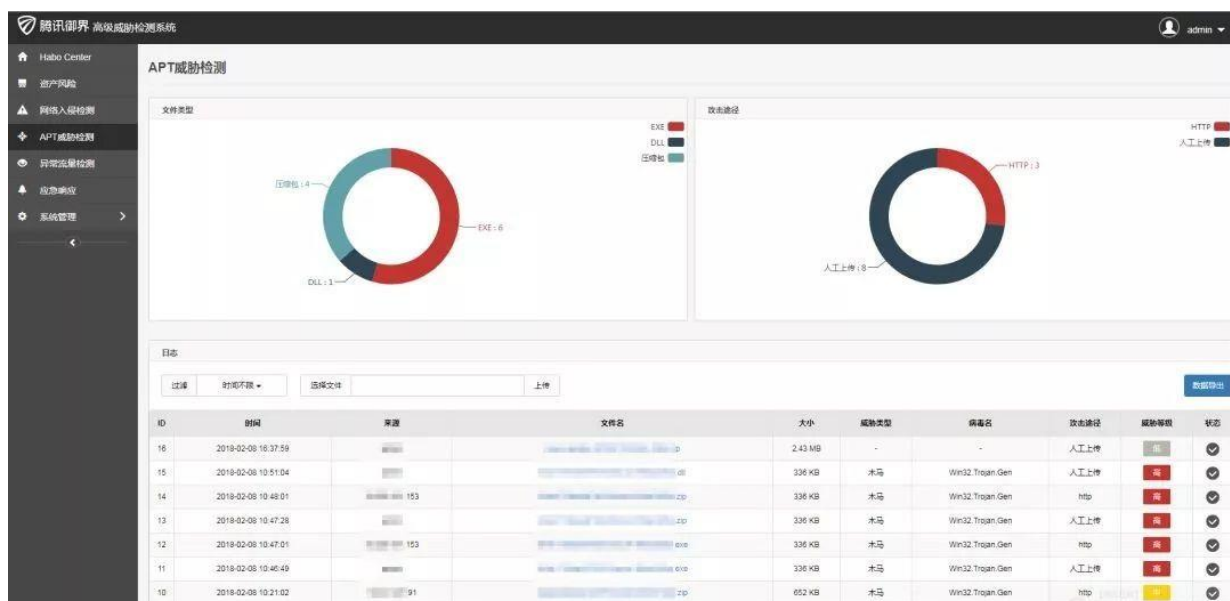 腾讯御界 高级威胁检测系统
admin
Habo Center
资产风险
网络入侵检测
APT威胁检测
异常流量检测
应急响应
系统管理
APT威胁检测
文件类型
EXE
DLL
压缩包
压缩包 : 4
EXE : 6
DLL : 1
攻击途径
HTTP
人工上传
HTTP : 3
人工上传 : 8
日志
过滤 时间不限 选择文件 上传 数据导出
ID 时间 来源 文件名 大小 威胁类型 病毒名 攻击途径 威胁等级 状态
16 2018-02-08 16:37:59 2.43 MB - - 人工上传 低
15 2018-02-08 10:51:04 dll 336 KB 木马 Win32.Trojan.Gen 人工上传 高
14 2018-02-08 10:48:01 153 zip 336 KB 木马 Win32.Trojan.Gen http 高
13 2018-02-08 10:47:28 zip 336 KB 木马 Win32.Trojan.Gen 人工上传 高
12 2018-02-08 10:47:01 153 exe 336 KB 木马 Win32.Trojan.Gen http 高
11 2018-02-08 10:46:49 exe 336 KB 木马 Win32.Trojan.Gen 人工上传 高
10 2018-02-08 10:21:02 91 zip 652 KB 木马 Win32.Trojan.Gen http